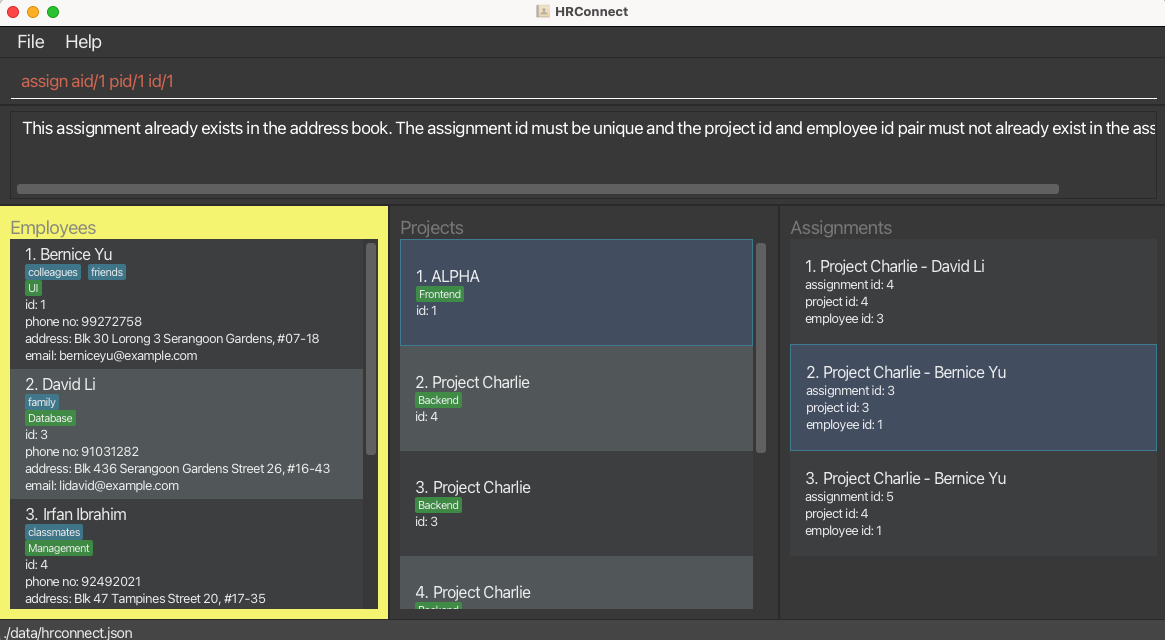 HRConnect
File Help
assign aid/1 pid/1 id/1
This assignment already exists in the address book. The assignment id must be unique and the project id and employee id pair must not already exist in the ass
Employees
1. Bernice Yu
colleagues friends
UI
id: 1
phone no: 99272758
address: Blk 30 Lorong 3 Serangoon Gardens, #07-18
email: berniceyu@example.com
2. David Li
family
Database
id: 3
phone no: 91031282
address: Blk 436 Serangoon Gardens Street 26, #16-43
email: lidavid@example.com
3. Irfan Ibrahim
classmates
Management
id: 4
phone no: 92492021
address: Blk 47 Tampines Street 20, #17-35
Projects
1. ALPHA
Frontend
id: 1
2. Project Charlie
Backend
id: 4
3. Project Charlie
Backend
id: 3
4. Project Charlie
Backend
Assignments
1. Project Charlie - David Li
assignment id: 4
project id: 4
employee id: 3
2. Project Charlie - Bernice Yu
assignment id: 3
project id: 3
employee id: 1
3. Project Charlie - Bernice Yu
assignment id: 5
project id: 4
employee id: 1
./data/hrconnect.json